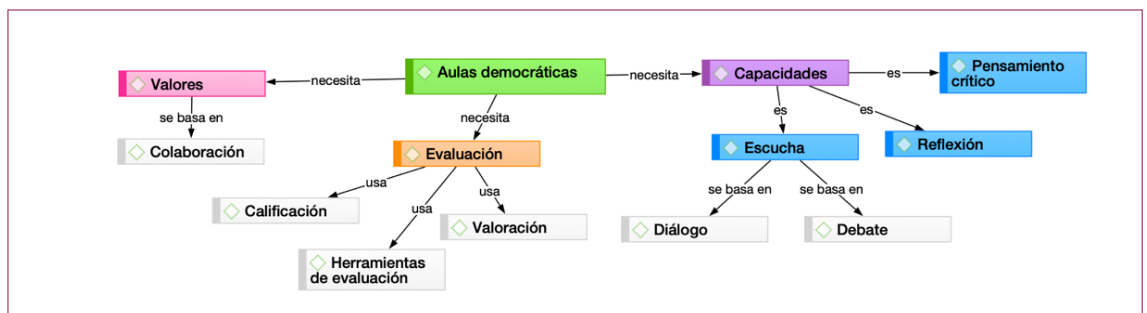 Aulas democráticas
necesita
Valores
se basa en
Colaboración
necesita
Evaluación
usa
Calificación
usa
Herramientas
de evaluación
usa
Valoración
necesita
Capacidades
es
Pensamiento
crítico
es
Reflexión
es
Escucha
se basa en
Diálogo
se basa en
Debate